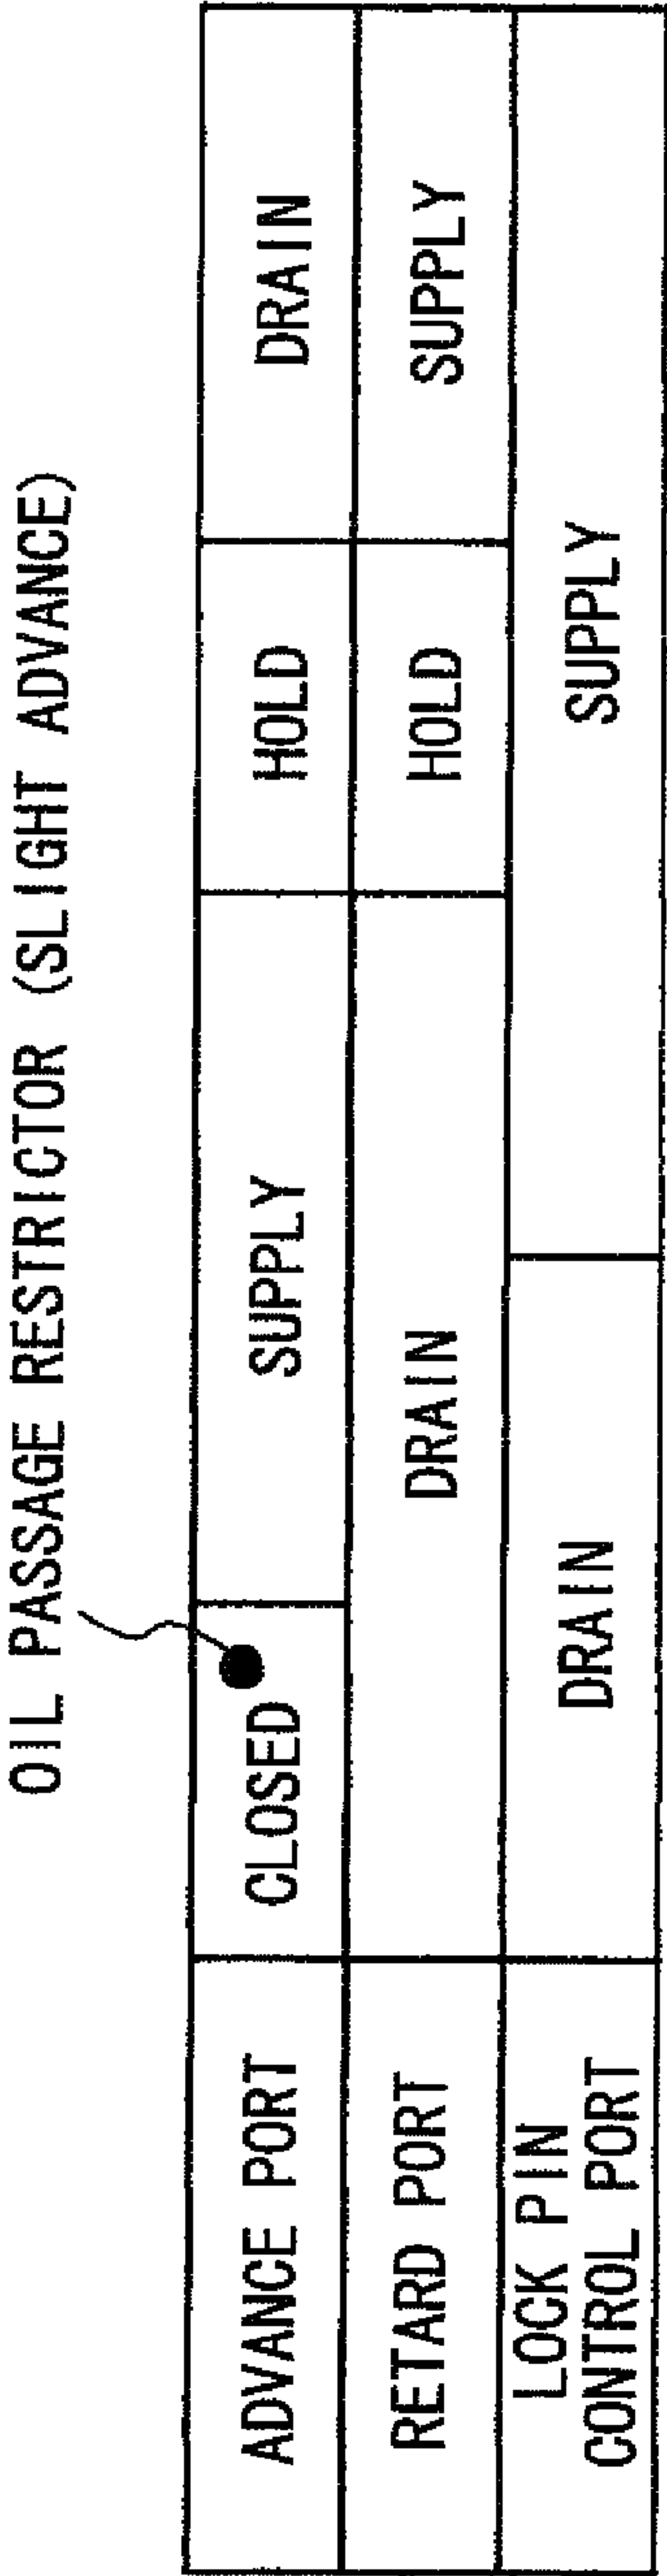 OIL PASSAGE RESTRICTOR (SLIGHT ADVANCE)
ADVANCE PORT
CLOSED
SUPPLY
HOLD
DRAIN
RETARD PORT
DRAIN
HOLD
SUPPLY
LOCK PIN
CONTROL PORT
DRAIN
SUPPLY